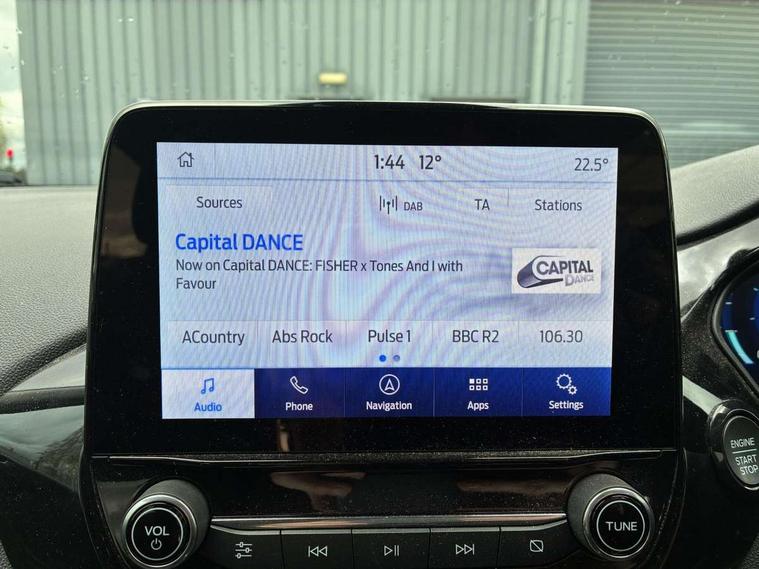 1:44 12° 22.5°
Sources DAB TA Stations
Capital DANCE
Now on Capital DANCE: FISHER x Tones And I with
Favour
CAPITAL
DANCE
ACountry Abs Rock Pulse 1 BBC R2 106.30
Audio Phone Navigation Apps Settings
ENGINE
START
STOP
VOL
TUNE